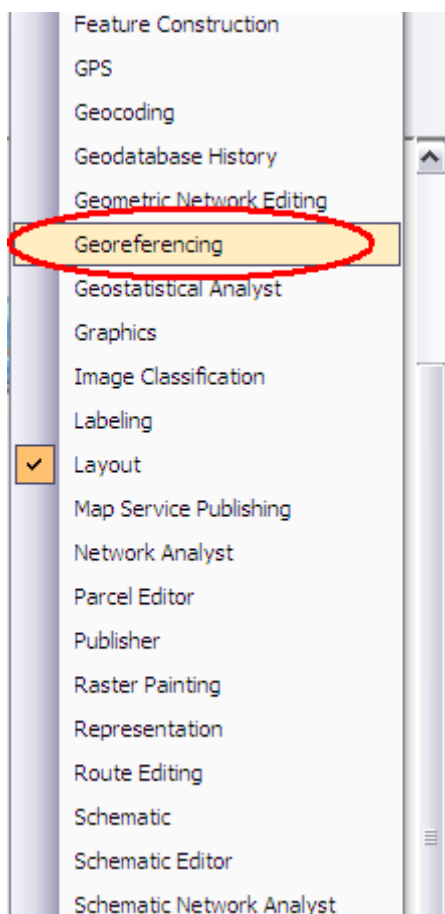 Feature Construction
GPS
Geocoding
Geodatabase History
Geometric Network Editing
Georeferencing
Geostatistical Analyst
Graphics
Image Classification
Labeling
Layout
Map Service Publishing
Network Analyst
Parcel Editor
Publisher
Raster Painting
Representation
Route Editing
Schematic
Schematic Editor
Schematic Network Analyst